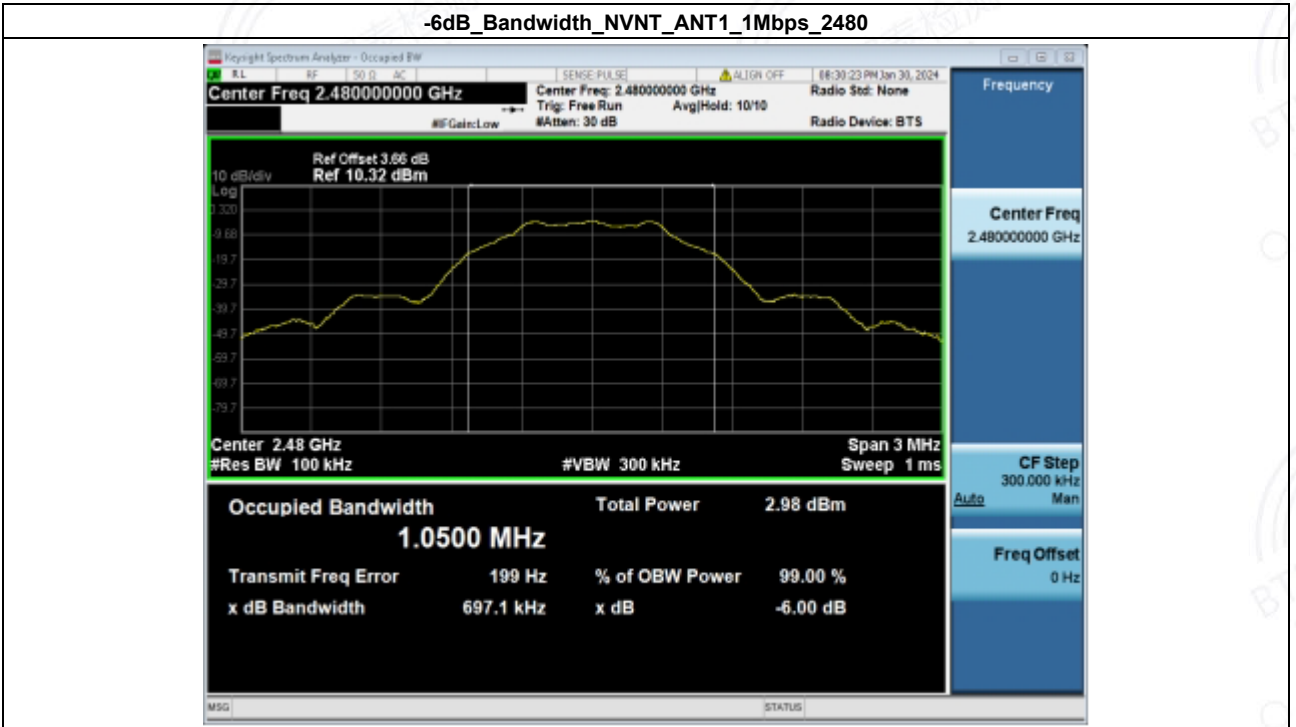 -6dB_Bandwidth_NVNT_ANT1_1Mbps_2480
Keysight Spectrum Analyzer - Occupied BW
RL RF 50 Ω AC SENSE:PULSE ALIGN OFF 08:30:23 PM Jan 30, 2024
Center Freq 2.480000000 GHz
Center Freq: 2.480000000 GHz
Radio Std: None
Trig: Free Run Avg|Hold: 10/10
#IFGain:Low #Atten: 30 dB Radio Device: BTS
Frequency
Ref Offset 3.66 dB
10 dB/div Ref 10.32 dBm
Log
0.320
-9.68
-19.7
-29.7
-39.7
-49.7
-59.7
-69.7
-79.7
Center 2.48 GHz Span 3 MHz
#Res BW 100 kHz #VBW 300 kHz Sweep 1 ms
Center Freq
2.480000000 GHz
CF Step
300.000 kHz
Auto Man
Freq Offset
0 Hz
Occupied Bandwidth Total Power 2.98 dBm
1.0500 MHz
Transmit Freq Error 199 Hz % of OBW Power 99.00 %
x dB Bandwidth 697.1 kHz x dB -6.00 dB
MSG STATUS